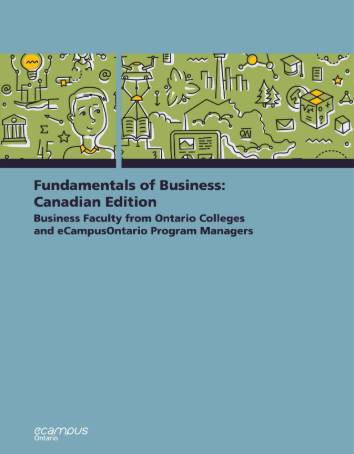 Fundamentals of Business:
Canadian Edition
Business Faculty from Ontario Colleges
and eCampusOntario Program Managers
ecampus
Ontario